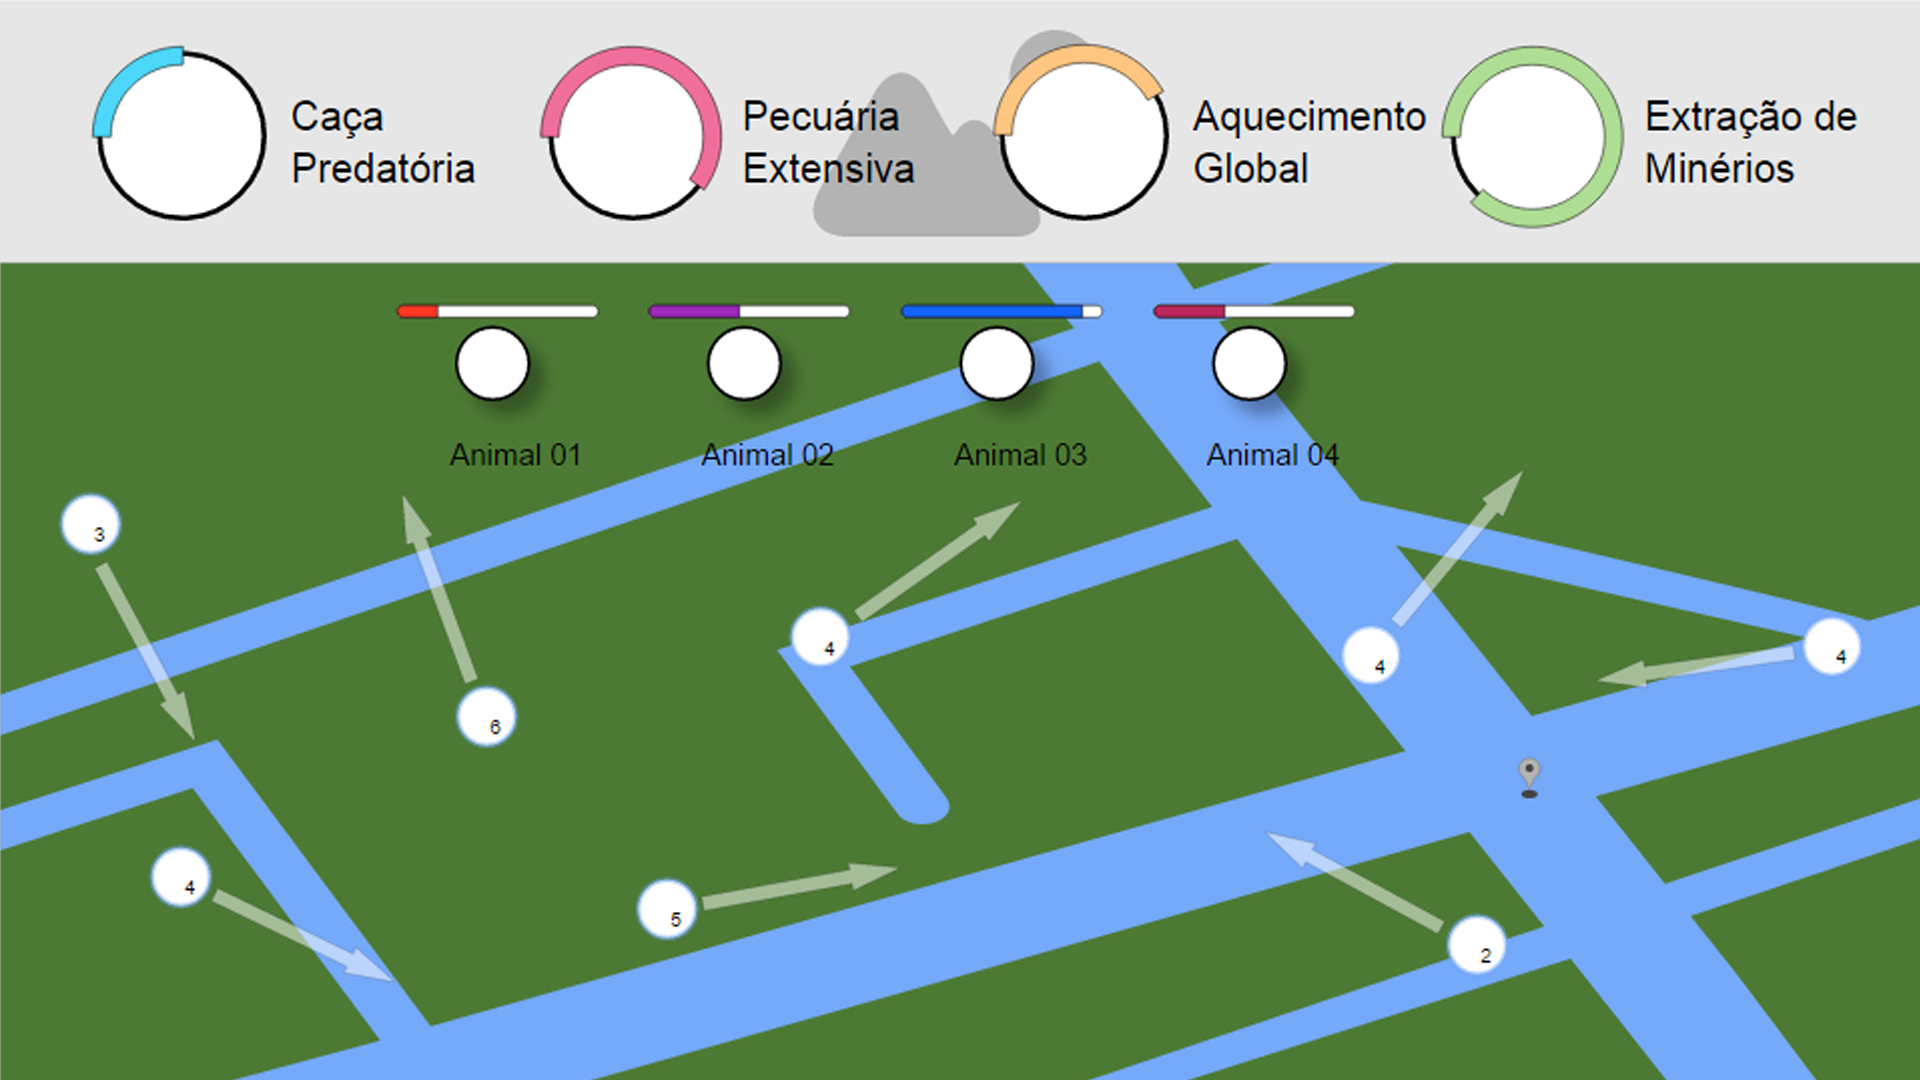 Caça
Predatória
Pecuária
Extensiva
Aquecimento
Global
Extração de
Minérios
Animal 01
Animal 02
Animal 03
Animal 04
3
6
4
4
4
4
5
2